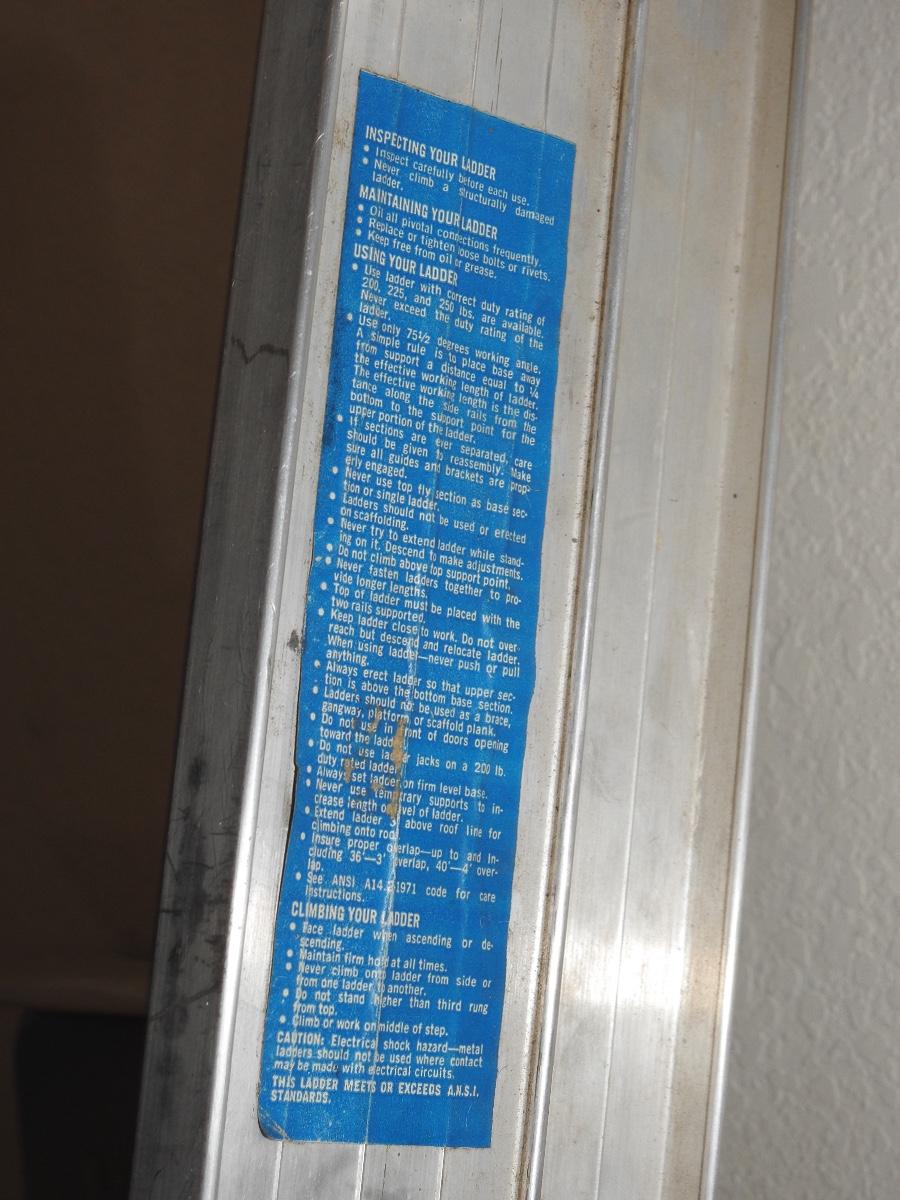 INSPECTING YOUR LADDER
• Inspect carefully before each use.
• Never climb a structurally damaged
ladder.
MAINTAINING YOUR LADDER
• Oil all pivotal connections frequently.
• Replace or tighten loose bolts or rivets.
• Keep free from oil or grease.
USING YOUR LADDER
• Use ladder with correct duty rating of
200, 225, and 250 lbs. are available.
Never exceed the duty rating of the
ladder.
• Use only 75½ degrees working angle.
A simple rule is to place base away
from support a distance equal to ¼
the effective working length of ladder.
The effective working length is the dis-
tance along the side rails from the
bottom to the support point for the
upper portion of the ladder.
• If sections are ever separated, care
should be given to reassembly. Make
sure all guides and brackets are prop-
erly engaged.
• Never use top fly section as base sec-
tion or single ladder.
• Ladders should not be used or erected
on scaffolding.
• Never try to extend ladder while stand-
ing on it. Descend to make adjustments.
• Do not climb above top support point.
• Never fasten ladders together to pro-
vide longer lengths.
• Top of ladder must be placed with the
two rails supported.
• Keep ladder close to work. Do not over-
reach but descend and relocate ladder.
When using ladder—never push or pull
anything.
• Always erect ladder so that upper sec-
tion is above the bottom base section.
• Ladders should not be used as a brace,
gangway, platform or scaffold plank.
• Do not use in front of doors opening
toward the ladder.
• Do not use ladder jacks on a 200 lb.
duty rated ladder.
• Always set ladder on firm level base.
• Never use temporary supports to in-
crease length or level of ladder.
• Extend ladder 3' above roof line for
climbing onto roof.
• Insure proper overlap—up to and in-
cluding 36'—3' overlap, 40'—4' over-
lap.
• See ANSI A14.2-1971 code for care
instructions.
CLIMBING YOUR LADDER
• Face ladder when ascending or de-
scending.
• Maintain firm hold at all times.
• Never climb onto ladder from side or
from one ladder to another.
• Do not stand higher than third rung
from top.
• Climb or work on middle of step.
CAUTION: Electrical shock hazard—metal
ladders should not be used where contact
may be made with electrical circuits.
THIS LADDER MEETS OR EXCEEDS A.N.S.I.
STANDARDS.